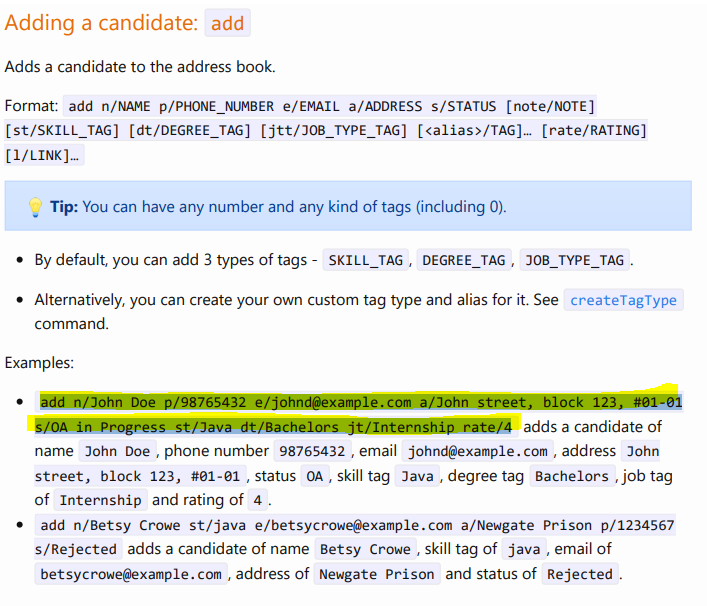 Adding a candidate: add
Adds a candidate to the address book.
Format: add n/NAME p/PHONE_NUMBER e/EMAIL a/ADDRESS s/STATUS [note/NOTE]
[st/SKILL_TAG] [dt/DEGREE_TAG] [jtt/JOB_TYPE_TAG] [<alias>/TAG]… [rate/RATING]
[l/LINK]…
💡 Tip: You can have any number and any kind of tags (including 0).
• By default, you can add 3 types of tags - SKILL_TAG, DEGREE_TAG, JOB_TYPE_TAG.
• Alternatively, you can create your own custom tag type and alias for it. See createTagType
command.
Examples:
• add n/John Doe p/98765432 e/johnd@example.com a/John street, block 123, #01-01
s/OA in Progress st/Java dt/Bachelors jt/Internship rate/4 adds a candidate of
name John Doe, phone number 98765432, email johnd@example.com, address John
street, block 123, #01-01, status OA, skill tag Java, degree tag Bachelors, job tag
of Internship and rating of 4.
• add n/Betsy Crowe st/java e/betsycrowe@example.com a/Newgate Prison p/1234567
s/Rejected adds a candidate of name Betsy Crowe, skill tag of java, email of
betsycrowe@example.com, address of Newgate Prison and status of Rejected.